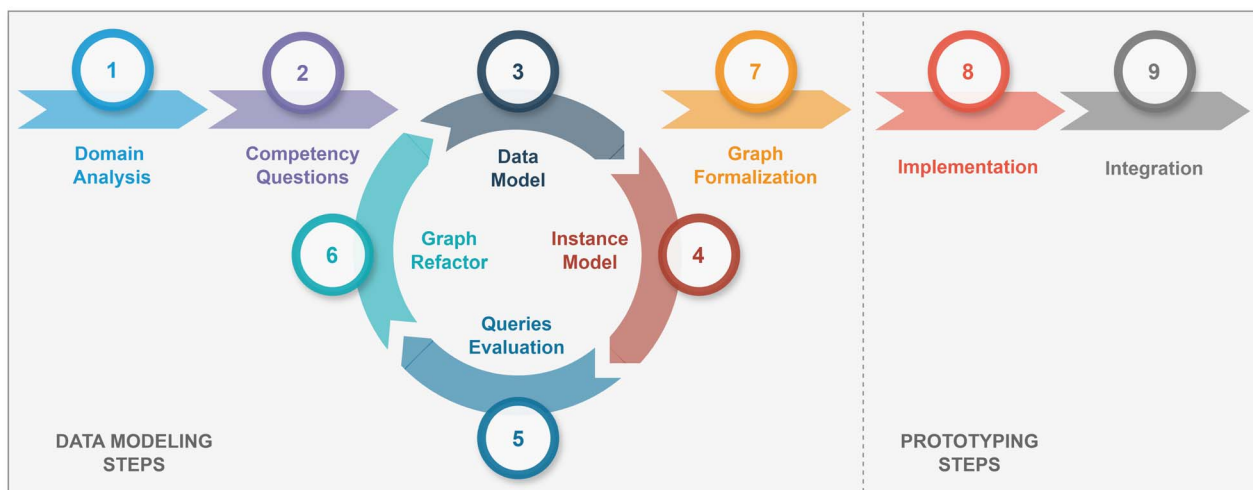 1
Domain
Analysis
2
Competency
Questions
3
Data
Model
4
Instance
Model
5
Queries
Evaluation
6
Graph
Refactor
7
Graph
Formalization
8
Implementation
9
Integration
DATA MODELING
STEPS
PROTOTYPING
STEPS